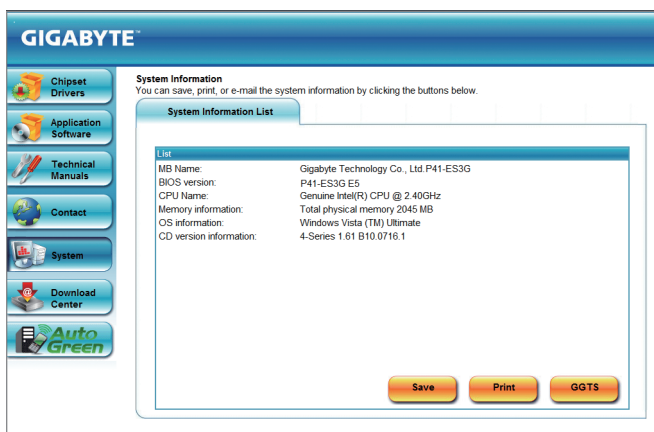 GIGABYTE™
Chipset
Drivers
Application
Software
Technical
Manuals
Contact
System
Download
Center
Auto
Green
System Information
You can save, print, or e-mail the system information by clicking the buttons below.
System Information List
List
MB Name: Gigabyte Technology Co., Ltd.P41-ES3G
BIOS version: P41-ES3G E5
CPU Name: Genuine Intel(R) CPU @ 2.40GHz
Memory information: Total physical memory 2045 MB
OS information: Windows Vista (TM) Ultimate
CD version information: 4-Series 1.61 B10.0716.1
Save Print GGTS